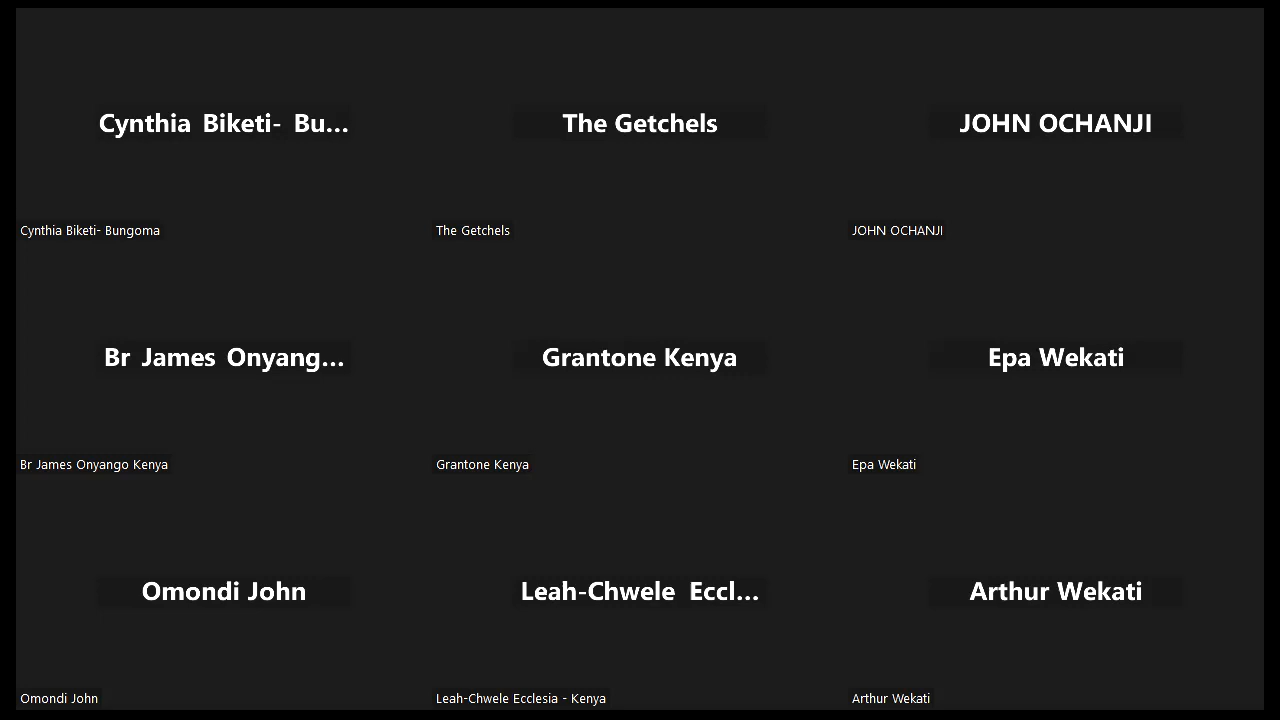 Cynthia Biketi- Bu...
The Getchels
JOHN OCHANJI
Cynthia Biketi- Bungoma
The Getchels
JOHN OCHANJI
Br James Onyang...
Grantone Kenya
Epa Wekati
Br James Onyango Kenya
Grantone Kenya
Epa Wekati
Omondi John
Leah-Chwele Eccl...
Arthur Wekati
Omondi John
Leah-Chwele Ecclesia - Kenya
Arthur Wekati